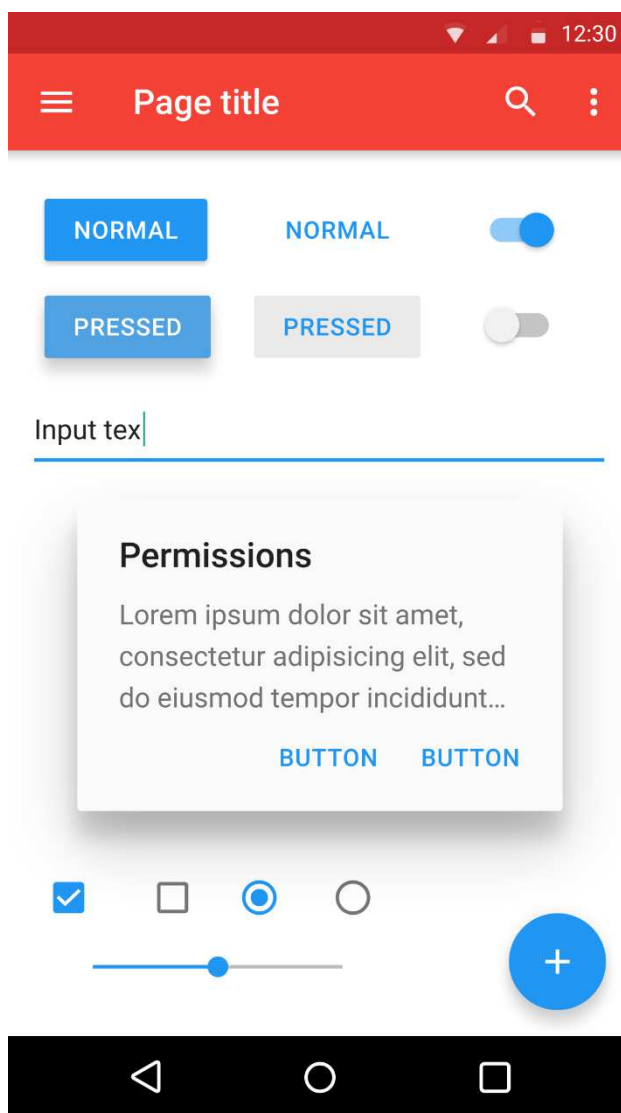 12:30
Page title
NORMAL NORMAL
PRESSED PRESSED
Input tex
Permissions
Lorem ipsum dolor sit amet,
consectetur adipisicing elit, sed
do eiusmod tempor incididunt…
BUTTON BUTTON